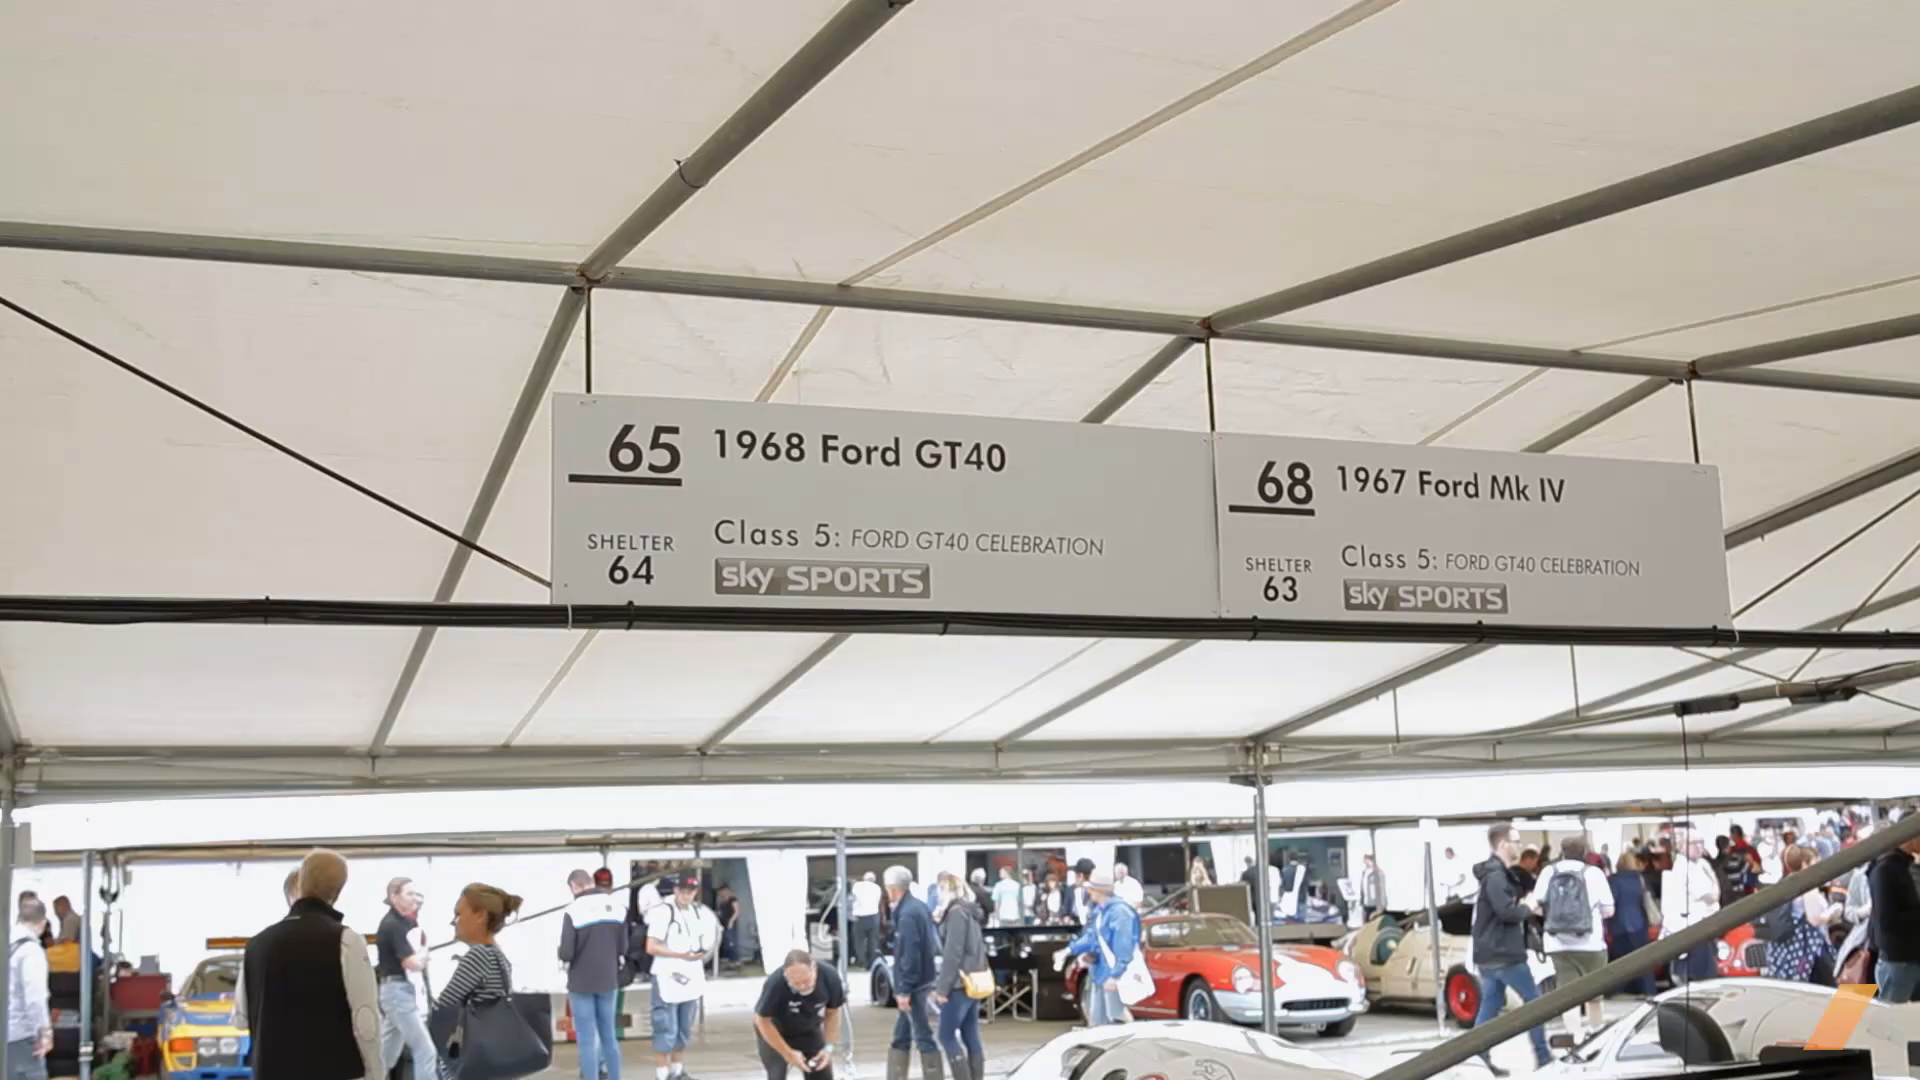 65 1968 Ford GT40
SHELTER 64
Class 5: FORD GT40 CELEBRATION
sky SPORTS
68 1967 Ford Mk IV
SHELTER 63
Class 5: FORD GT40 CELEBRATION
sky SPORTS